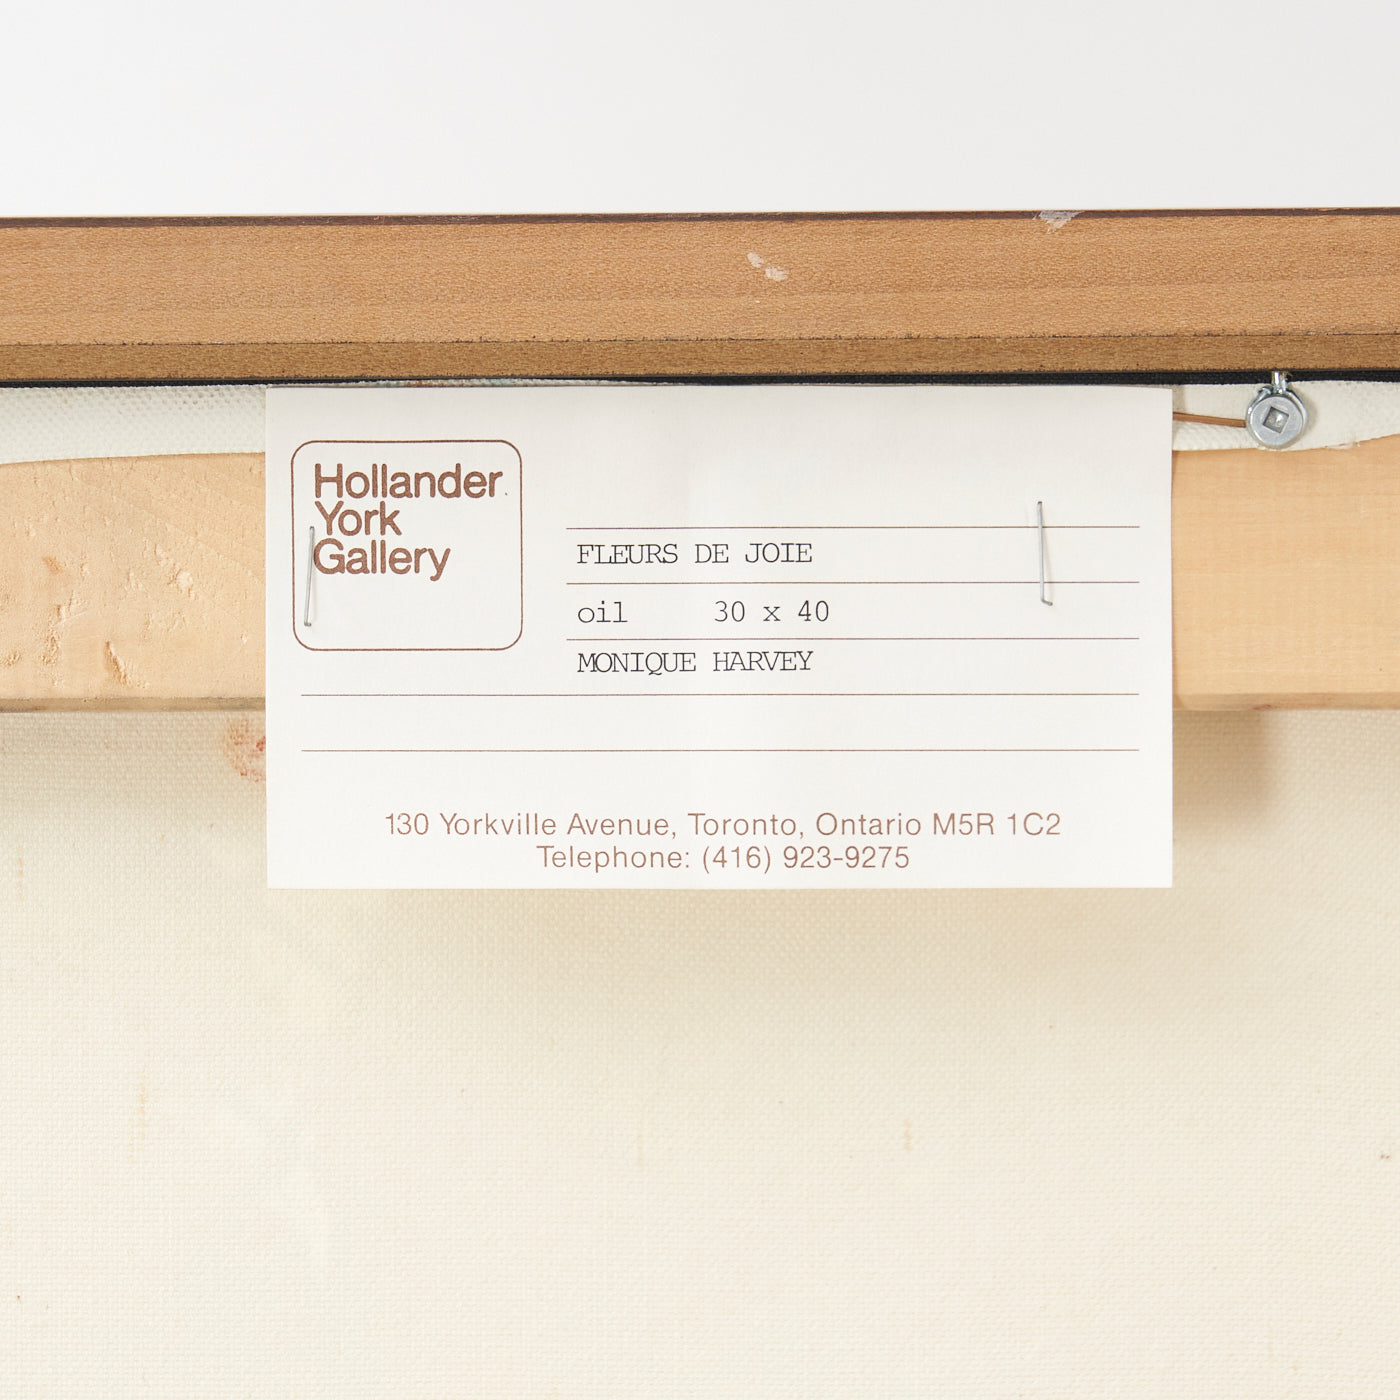 Hollander
York
Gallery
FLEURS DE JOIE
oil 30 x 40
MONIQUE HARVEY
130 Yorkville Avenue, Toronto, Ontario M5R 1C2
Telephone: (416) 923-9275